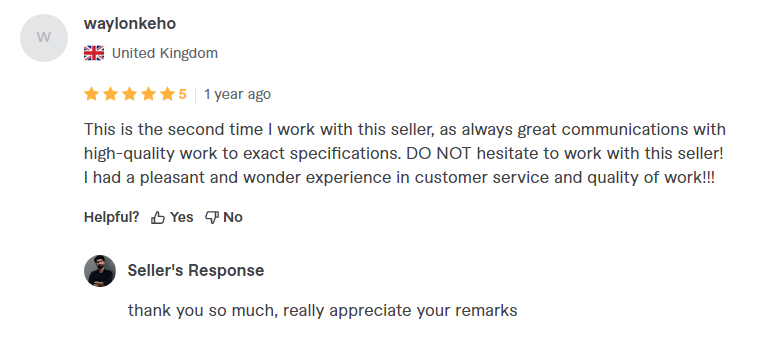 W
waylonkeho
United Kingdom
5 1 year ago
This is the second time I work with this seller, as always great communications with
high-quality work to exact specifications. DO NOT hesitate to work with this seller!
I had a pleasant and wonder experience in customer service and quality of work!!!
Helpful? Yes No
Seller's Response
thank you so much, really appreciate your remarks